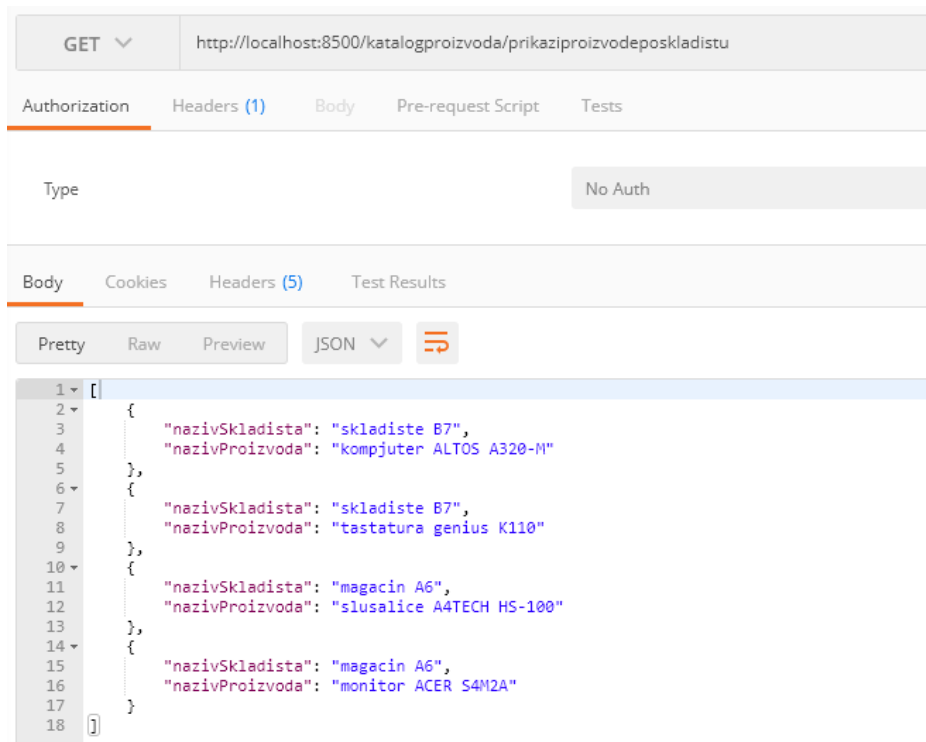 GET http://localhost:8500/katalogproizvoda/prikaziproizvodeposkladistu
Authorization Headers (1) Body Pre-request Script Tests
Type No Auth
Body Cookies Headers (5) Test Results
Pretty Raw Preview JSON
1 [
2 {
3 "nazivSkladista": "skladiste B7",
4 "nazivProizvoda": "kompjuter ALTOS A320-M"
5 },
6 {
7 "nazivSkladista": "skladiste B7",
8 "nazivProizvoda": "tastatura genius K110"
9 },
10 {
11 "nazivSkladista": "magacin A6",
12 "nazivProizvoda": "slusalice A4TECH HS-100"
13 },
14 {
15 "nazivSkladista": "magacin A6",
16 "nazivProizvoda": "monitor ACER S4M2A"
17 }
18 ]